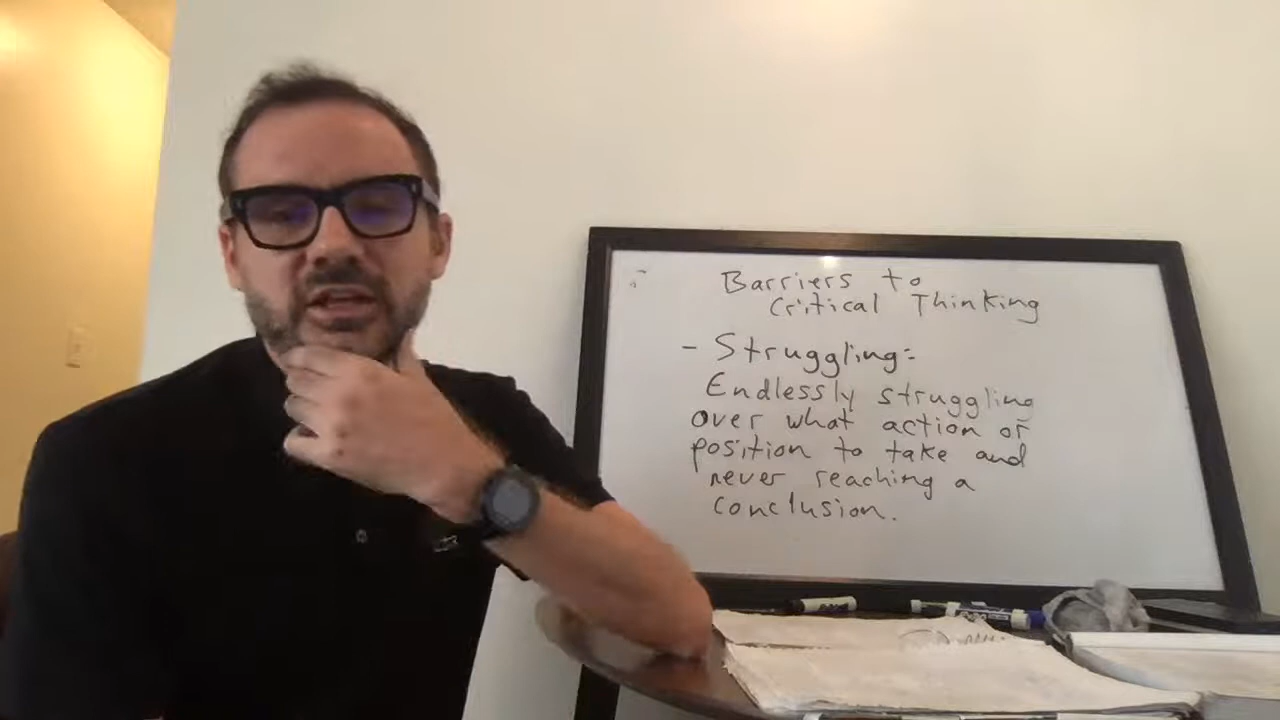 Barriers to
Critical Thinking
- Struggling:
Endlessly struggling
over what action or
position to take and
never reaching a
conclusion.